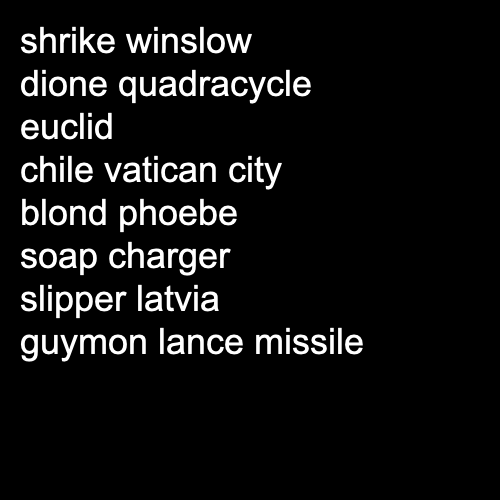 shrike winslow
dione quadracycle
euclid
chile vatican city
blond phoebe
soap charger
slipper latvia
guymon lance missile